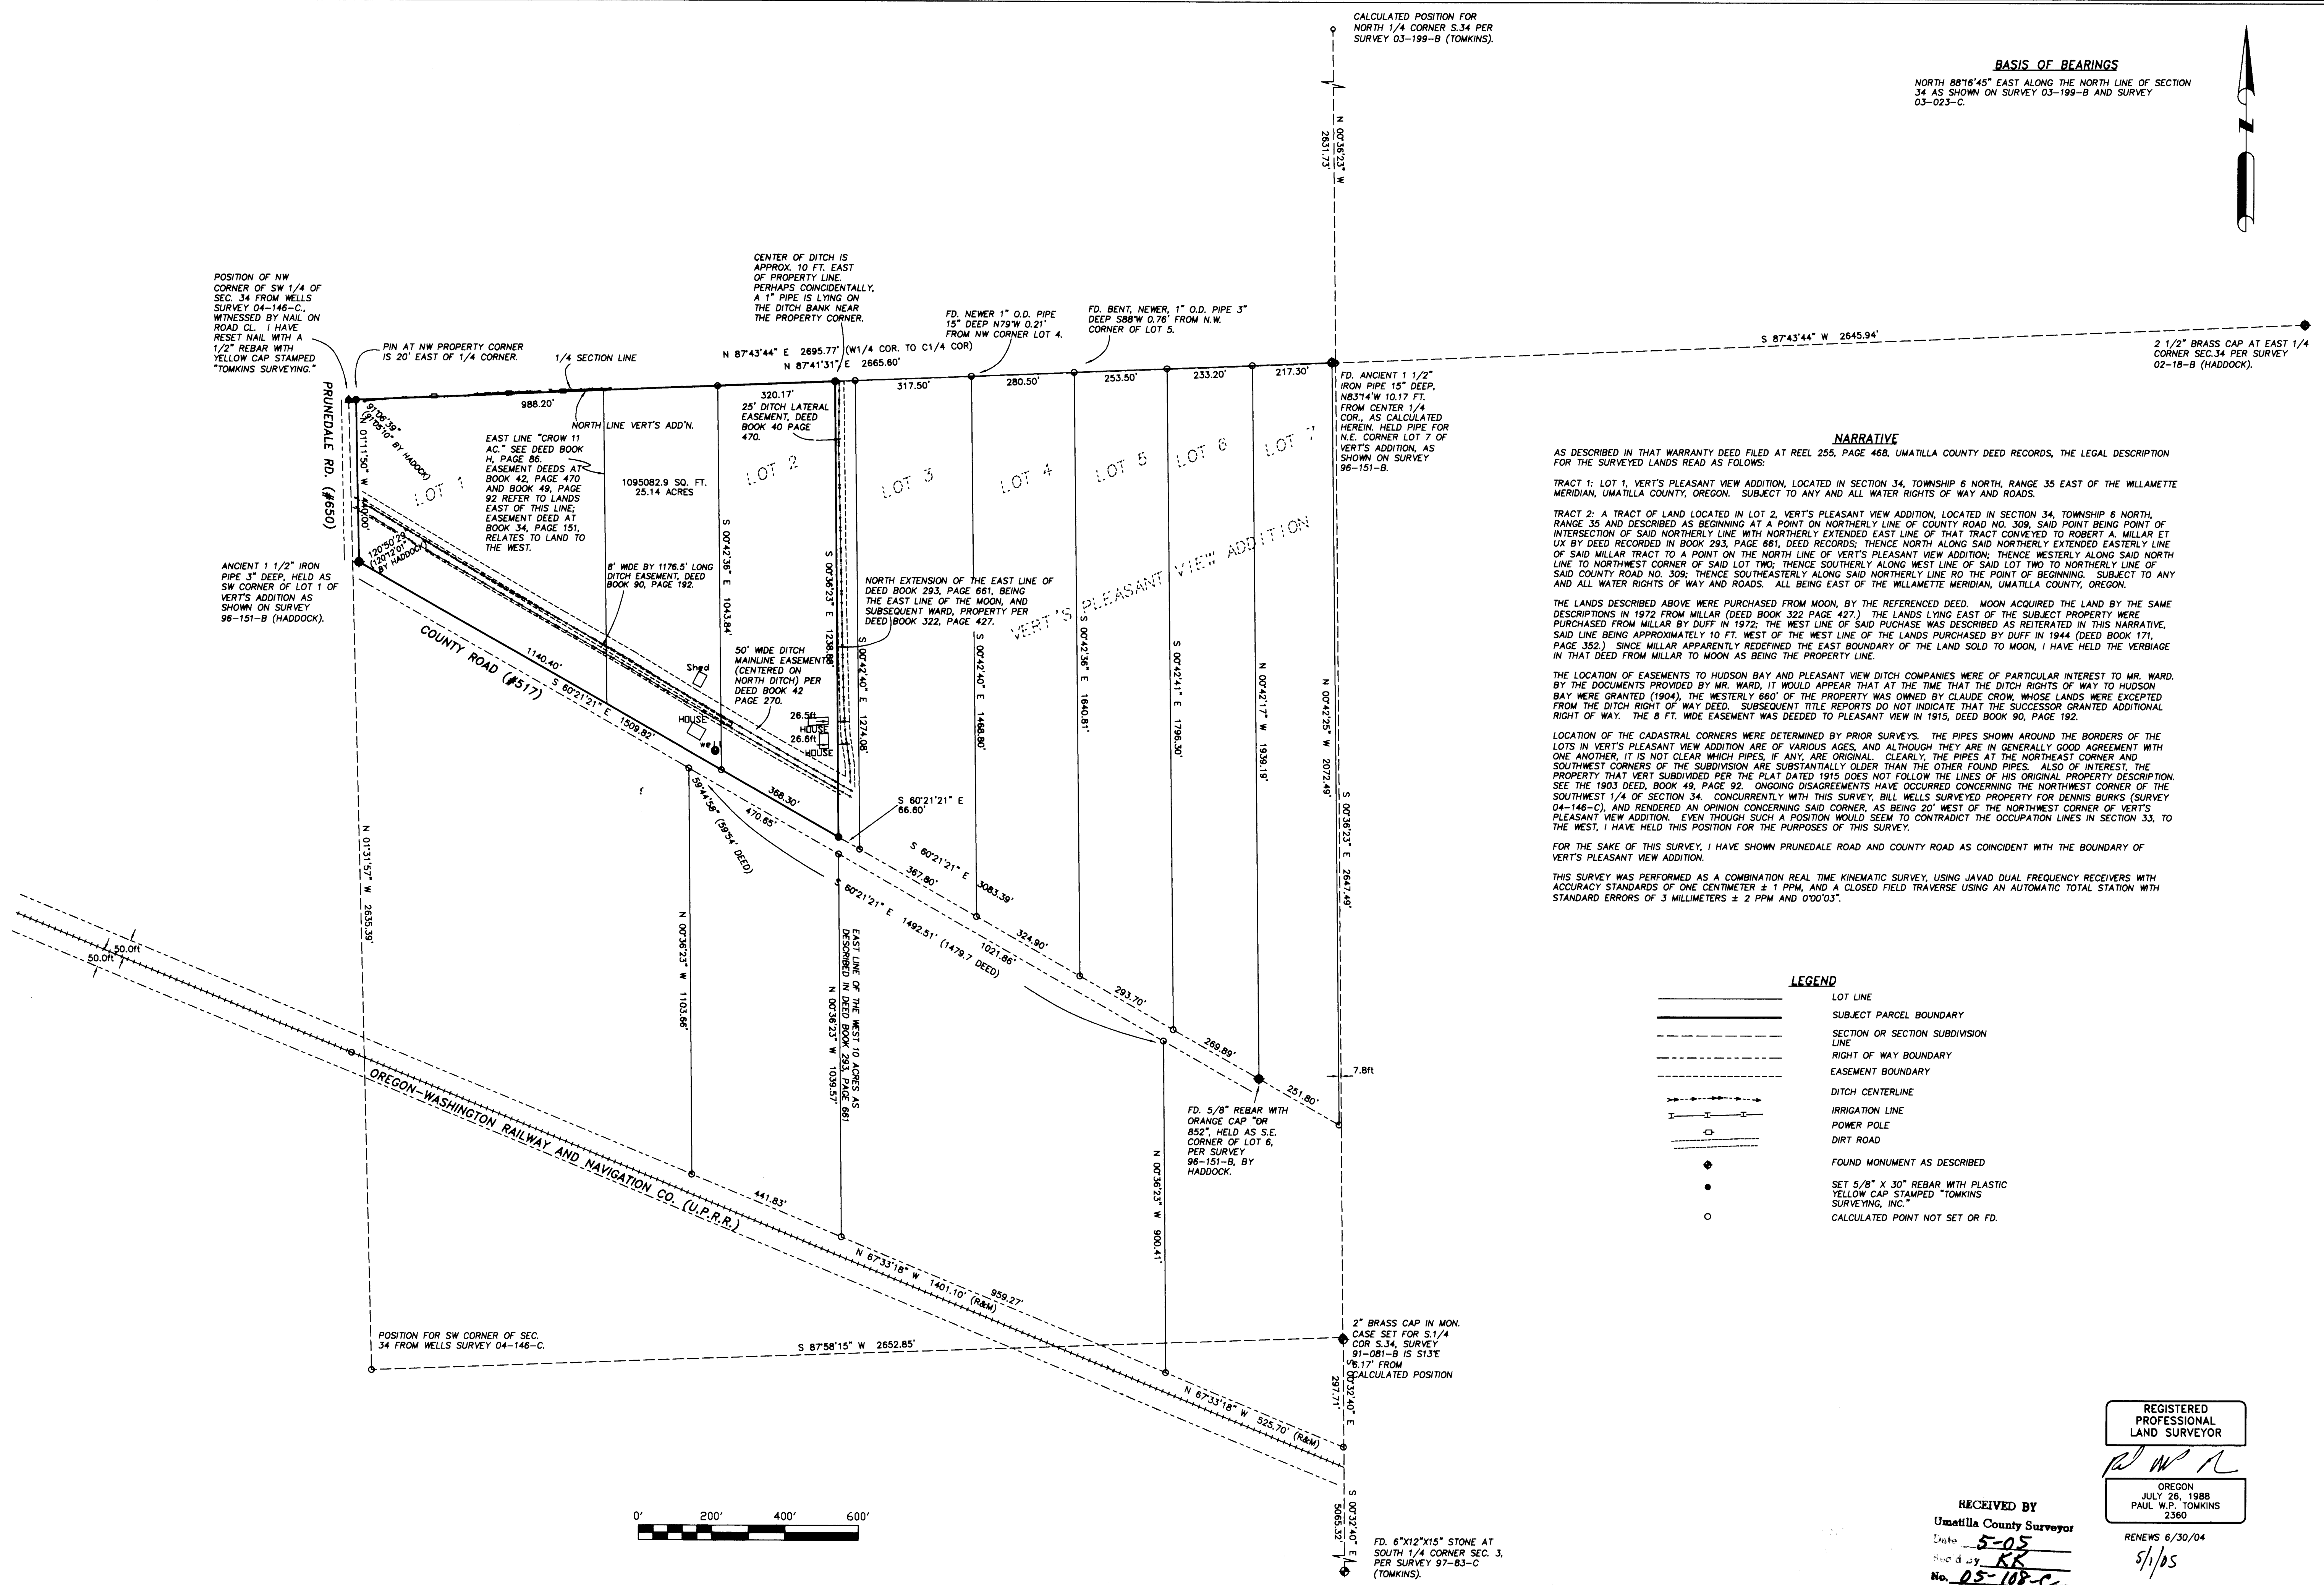 CALCULATED POSITION FOR
NORTH 1/4 CORNER S.34 PER
SURVEY 03-199-B (TOMKINS).
BASIS OF BEARINGS
NORTH 88°16'45" EAST ALONG THE NORTH LINE OF SECTION
34 AS SHOWN ON SURVEY 03-199-B AND SURVEY
03-023-C.
N 00°36'23" W
2631.73'
POSITION OF NW
CORNER OF SW 1/4 OF
SEC. 34 FROM WELLS
SURVEY 04-146-C.,
WITNESSED BY NAIL ON
ROAD CL. I HAVE
RESET NAIL WITH A
1/2" REBAR WITH
YELLOW CAP STAMPED
"TOMKINS SURVEYING."
PIN AT NW PROPERTY CORNER
IS 20' EAST OF 1/4 CORNER.
1/4 SECTION LINE
CENTER OF DITCH IS
APPROX. 10 FT. EAST
OF PROPERTY LINE.
PERHAPS COINCIDENTALLY,
A 1" PIPE IS LYING ON
THE DITCH BANK NEAR
THE PROPERTY CORNER.
N 87°43'44" E 2695.77' (W1/4 COR. TO C1/4 COR)
N 87°41'31" E 2665.60'
FD. NEWER 1" O.D. PIPE
15" DEEP N79°W 0.21'
FROM NW CORNER LOT 4.
FD. BENT, NEWER, 1" O.D. PIPE 3"
DEEP S88°W 0.76' FROM N.W.
CORNER OF LOT 5.
S 87°43'44" W 2645.94'
2 1/2" BRASS CAP AT EAST 1/4
CORNER SEC.34 PER SURVEY
02-18-B (HADDOCK).
988.20'
320.17'
317.50'
280.50'
253.50'
233.20'
217.30'
FD. ANCIENT 1 1/2"
IRON PIPE 15" DEEP,
N83°14'W 10.17 FT.
FROM CENTER 1/4
COR., AS CALCULATED
HEREIN. HELD PIPE FOR
N.E. CORNER LOT 7 OF
VERT'S ADDITION, AS
SHOWN ON SURVEY
96-151-B.
PRUNEDALE RD. (#650)
91°06'39"
(91°05'10" BY HADDOCK)
N 01°11'50" W 440.00'
NORTH LINE VERT'S ADD'N.
25' DITCH LATERAL
EASEMENT, DEED
BOOK 40 PAGE
470.
EAST LINE "CROW 11
AC." SEE DEED BOOK
H, PAGE 86.
EASEMENT DEEDS AT
BOOK 42, PAGE 470
AND BOOK 49, PAGE
92 REFER TO LANDS
EAST OF THIS LINE;
EASEMENT DEED AT
BOOK 34, PAGE 151,
RELATES TO LAND TO
THE WEST.
LOT 1
LOT 2
LOT 3
LOT 4
LOT 5
LOT 6
LOT 7
1095082.9 SQ. FT.
25.14 ACRES
VERT'S PLEASANT VIEW ADDITION
120°50'29"
(120°12'01"
BY HADDOCK)
ANCIENT 1 1/2" IRON
PIPE 3" DEEP, HELD AS
SW CORNER OF LOT 1 OF
VERT'S ADDITION AS
SHOWN ON SURVEY
96-151-B (HADDOCK).
8' WIDE BY 1176.5' LONG
DITCH EASEMENT, DEED
BOOK 90, PAGE 192.
NORTH EXTENSION OF THE EAST LINE OF
DEED BOOK 293, PAGE 661, BEING
THE EAST LINE OF THE MOON, AND
SUBSEQUENT WARD, PROPERTY PER
DEED BOOK 322, PAGE 427.
50' WIDE DITCH
MAINLINE EASEMENT
(CENTERED ON
NORTH DITCH) PER
DEED BOOK 42
PAGE 270.
S 00°42'36" E 1043.84'
S 00°36'23" E 1238.88'
S 00°42'40" E 1274.08'
S 00°42'40" E 1468.80'
S 00°42'36" E 1640.81'
S 00°42'41" E 1796.30'
N 00°42'17" W 1939.19'
N 00°42'25" W 2072.49'
S 00°36'23" E 2647.49'
COUNTY ROAD (#517)
1140.40'
S 60°21'21" E 1509.82'
Shed
HOUSE
well
26.5ft
HOUSE
26.6ft
HOUSE
368.30'
470.65'
59°44'58" (59°54' DEED)
S 60°21'21" E
66.60'
S 60°21'21" E 3083.39'
367.80'
S 60°21'21" E 1492.51' (1479.7 DEED)
1021.86'
324.90'
293.70'
269.89'
251.80'
7.8ft
N 01°31'57" W 2635.39'
N 00°36'23" W 1103.66'
EAST LINE OF THE WEST 10 ACRES AS
DESCRIBED IN DEED BOOK 293, PAGE 661
N 00°36'23" W 1039.57'
N 00°36'23" W 900.41'
FD. 5/8" REBAR WITH
ORANGE CAP "OR
852", HELD AS S.E.
CORNER OF LOT 6,
PER SURVEY
96-151-B, BY
HADDOCK.
50.0ft
50.0ft
OREGON-WASHINGTON RAILWAY AND NAVIGATION CO. (U.P.R.R.)
441.83'
N 67°33'18" W 1401.10' (R&M)
959.27'
N 67°33'18" W 525.70' (R&M)
POSITION FOR SW CORNER OF SEC.
34 FROM WELLS SURVEY 04-146-C.
S 87°58'15" W 2652.85'
2" BRASS CAP IN MON.
CASE SET FOR S.1/4
COR S.34, SURVEY
91-081-B IS S13°E
6.17' FROM
CALCULATED POSITION
S 00°32'40" E
297.71'
S 00°32'40" E
5065.32'
FD. 6"X12"X15" STONE AT
SOUTH 1/4 CORNER SEC. 3,
PER SURVEY 97-83-C
(TOMKINS).
0' 200' 400' 600'
NARRATIVE
AS DESCRIBED IN THAT WARRANTY DEED FILED AT REEL 255, PAGE 468, UMATILLA COUNTY DEED RECORDS, THE LEGAL DESCRIPTION
FOR THE SURVEYED LANDS READ AS FOLOWS:
TRACT 1: LOT 1, VERT'S PLEASANT VIEW ADDITION, LOCATED IN SECTION 34, TOWNSHIP 6 NORTH, RANGE 35 EAST OF THE WILLAMETTE
MERIDIAN, UMATILLA COUNTY, OREGON. SUBJECT TO ANY AND ALL WATER RIGHTS OF WAY AND ROADS.
TRACT 2: A TRACT OF LAND LOCATED IN LOT 2, VERT'S PLEASANT VIEW ADDITION, LOCATED IN SECTION 34, TOWNSHIP 6 NORTH,
RANGE 35 AND DESCRIBED AS BEGINNING AT A POINT ON NORTHERLY LINE OF COUNTY ROAD NO. 309, SAID POINT BEING POINT OF
INTERSECTION OF SAID NORTHERLY LINE WITH NORTHERLY EXTENDED EAST LINE OF THAT TRACT CONVEYED TO ROBERT A. MILLAR ET
UX BY DEED RECORDED IN BOOK 293, PAGE 661, DEED RECORDS; THENCE NORTH ALONG SAID NORTHERLY EXTENDED EASTERLY LINE
OF SAID MILLAR TRACT TO A POINT ON THE NORTH LINE OF VERT'S PLEASANT VIEW ADDITION; THENCE WESTERLY ALONG SAID NORTH
LINE TO NORTHWEST CORNER OF SAID LOT TWO; THENCE SOUTHERLY ALONG WEST LINE OF SAID LOT TWO TO NORTHERLY LINE OF
SAID COUNTY ROAD NO. 309; THENCE SOUTHEASTERLY ALONG SAID NORTHERLY LINE RO THE POINT OF BEGINNING. SUBJECT TO ANY
AND ALL WATER RIGHTS OF WAY AND ROADS. ALL BEING EAST OF THE WILLAMETTE MERIDIAN, UMATILLA COUNTY, OREGON.
THE LANDS DESCRIBED ABOVE WERE PURCHASED FROM MOON, BY THE REFERENCED DEED. MOON ACQUIRED THE LAND BY THE SAME
DESCRIPTIONS IN 1972 FROM MILLAR (DEED BOOK 322 PAGE 427.) THE LANDS LYING EAST OF THE SUBJECT PROPERTY WERE
PURCHASED FROM MILLAR BY DUFF IN 1972; THE WEST LINE OF SAID PUCHASE WAS DESCRIBED AS REITERATED IN THIS NARRATIVE,
SAID LINE BEING APPROXIMATELY 10 FT. WEST OF THE WEST LINE OF THE LANDS PURCHASED BY DUFF IN 1944 (DEED BOOK 171,
PAGE 352.) SINCE MILLAR APPARENTLY REDEFINED THE EAST BOUNDARY OF THE LAND SOLD TO MOON, I HAVE HELD THE VERBIAGE
IN THAT DEED FROM MILLAR TO MOON AS BEING THE PROPERTY LINE.
THE LOCATION OF EASEMENTS TO HUDSON BAY AND PLEASANT VIEW DITCH COMPANIES WERE OF PARTICULAR INTEREST TO MR. WARD.
BY THE DOCUMENTS PROVIDED BY MR. WARD, IT WOULD APPEAR THAT AT THE TIME THAT THE DITCH RIGHTS OF WAY TO HUDSON
BAY WERE GRANTED (1904), THE WESTERLY 660' OF THE PROPERTY WAS OWNED BY CLAUDE CROW, WHOSE LANDS WERE EXCEPTED
FROM THE DITCH RIGHT OF WAY DEED. SUBSEQUENT TITLE REPORTS DO NOT INDICATE THAT THE SUCCESSOR GRANTED ADDITIONAL
RIGHT OF WAY. THE 8 FT. WIDE EASEMENT WAS DEEDED TO PLEASANT VIEW IN 1915, DEED BOOK 90, PAGE 192.
LOCATION OF THE CADASTRAL CORNERS WERE DETERMINED BY PRIOR SURVEYS. THE PIPES SHOWN AROUND THE BORDERS OF THE
LOTS IN VERT'S PLEASANT VIEW ADDITION ARE OF VARIOUS AGES, AND ALTHOUGH THEY ARE IN GENERALLY GOOD AGREEMENT WITH
ONE ANOTHER, IT IS NOT CLEAR WHICH PIPES, IF ANY, ARE ORIGINAL. CLEARLY, THE PIPES AT THE NORTHEAST CORNER AND
SOUTHWEST CORNERS OF THE SUBDIVISION ARE SUBSTANTIALLY OLDER THAN THE OTHER FOUND PIPES. ALSO OF INTEREST, THE
PROPERTY THAT VERT SUBDIVIDED PER THE PLAT DATED 1915 DOES NOT FOLLOW THE LINES OF HIS ORIGINAL PROPERTY DESCRIPTION.
SEE THE 1903 DEED, BOOK 49, PAGE 92. ONGOING DISAGREEMENTS HAVE OCCURRED CONCERNING THE NORTHWEST CORNER OF THE
SOUTHWEST 1/4 OF SECTION 34. CONCURRENTLY WITH THIS SURVEY, BILL WELLS SURVEYED PROPERTY FOR DENNIS BURKS (SURVEY
04-146-C), AND RENDERED AN OPINION CONCERNING SAID CORNER, AS BEING 20' WEST OF THE NORTHWEST CORNER OF VERT'S
PLEASANT VIEW ADDITION. EVEN THOUGH SUCH A POSITION WOULD SEEM TO CONTRADICT THE OCCUPATION LINES IN SECTION 33, TO
THE WEST, I HAVE HELD THIS POSITION FOR THE PURPOSES OF THIS SURVEY.
FOR THE SAKE OF THIS SURVEY, I HAVE SHOWN PRUNEDALE ROAD AND COUNTY ROAD AS COINCIDENT WITH THE BOUNDARY OF
VERT'S PLEASANT VIEW ADDITION.
THIS SURVEY WAS PERFORMED AS A COMBINATION REAL TIME KINEMATIC SURVEY, USING JAVAD DUAL FREQUENCY RECEIVERS WITH
ACCURACY STANDARDS OF ONE CENTIMETER ± 1 PPM, AND A CLOSED FIELD TRAVERSE USING AN AUTOMATIC TOTAL STATION WITH
STANDARD ERRORS OF 3 MILLIMETERS ± 2 PPM AND 0°00'03".
LEGEND
LOT LINE
SUBJECT PARCEL BOUNDARY
SECTION OR SECTION SUBDIVISION
LINE
RIGHT OF WAY BOUNDARY
EASEMENT BOUNDARY
DITCH CENTERLINE
IRRIGATION LINE
POWER POLE
DIRT ROAD
FOUND MONUMENT AS DESCRIBED
SET 5/8" X 30" REBAR WITH PLASTIC
YELLOW CAP STAMPED "TOMKINS
SURVEYING, INC."
CALCULATED POINT NOT SET OR FD.
REGISTERED
PROFESSIONAL
LAND SURVEYOR
OREGON
JULY 26, 1988
PAUL W.P. TOMKINS
2360
RENEWS 6/30/04
5/1/05
RECEIVED BY
Umatilla County Surveyor
Date 5-05
Rec'd by KK
No. 05-108-C